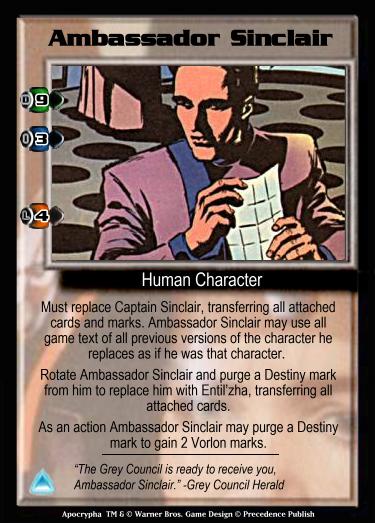 Ambassador Sinclair
D 9
I 3
L 4
Human Character
Must replace Captain Sinclair, transferring all attached
cards and marks. Ambassador Sinclair may use all
game text of all previous versions of the character he
replaces as if he was that character.
Rotate Ambassador Sinclair and purge a Destiny mark
from him to replace him with Entil'zha, transferring all
attached cards.
As an action Ambassador Sinclair may purge a Destiny
mark to gain 2 Vorlon marks.
"The Grey Council is ready to receive you,
Ambassador Sinclair." -Grey Council Herald
Apocrypha TM & © Warner Bros. Game Design © Precedence Publish